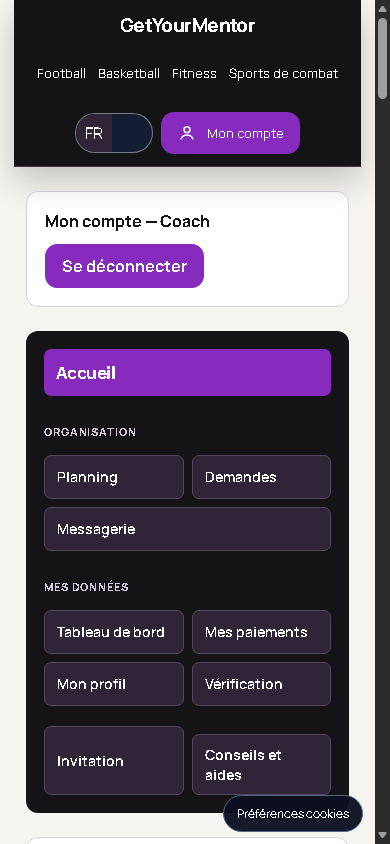 GetYourMentor
Football Basketball Fitness Sports de combat
FR Mon compte
Mon compte — Coach
Se déconnecter
Accueil
ORGANISATION
Planning Demandes
Messagerie
MES DONNÉES
Tableau de bord Mes paiements
Mon profil Vérification
Invitation
Conseils et
aides
Préférences cookies